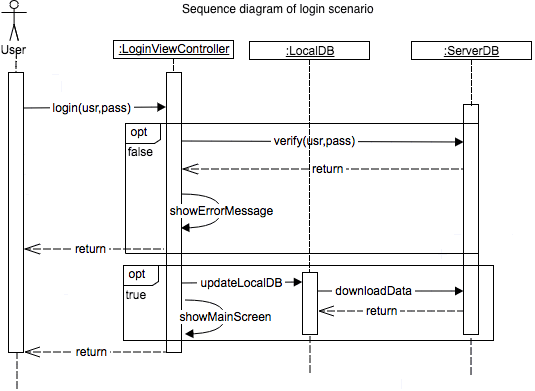 Sequence diagram of login scenario
User
:LoginViewController
:LocalDB
:ServerDB
login(usr,pass)
opt
false
verify(usr,pass)
return
showErrorMessage
return
opt
true
updateLocalDB
downloadData
return
showMainScreen
return